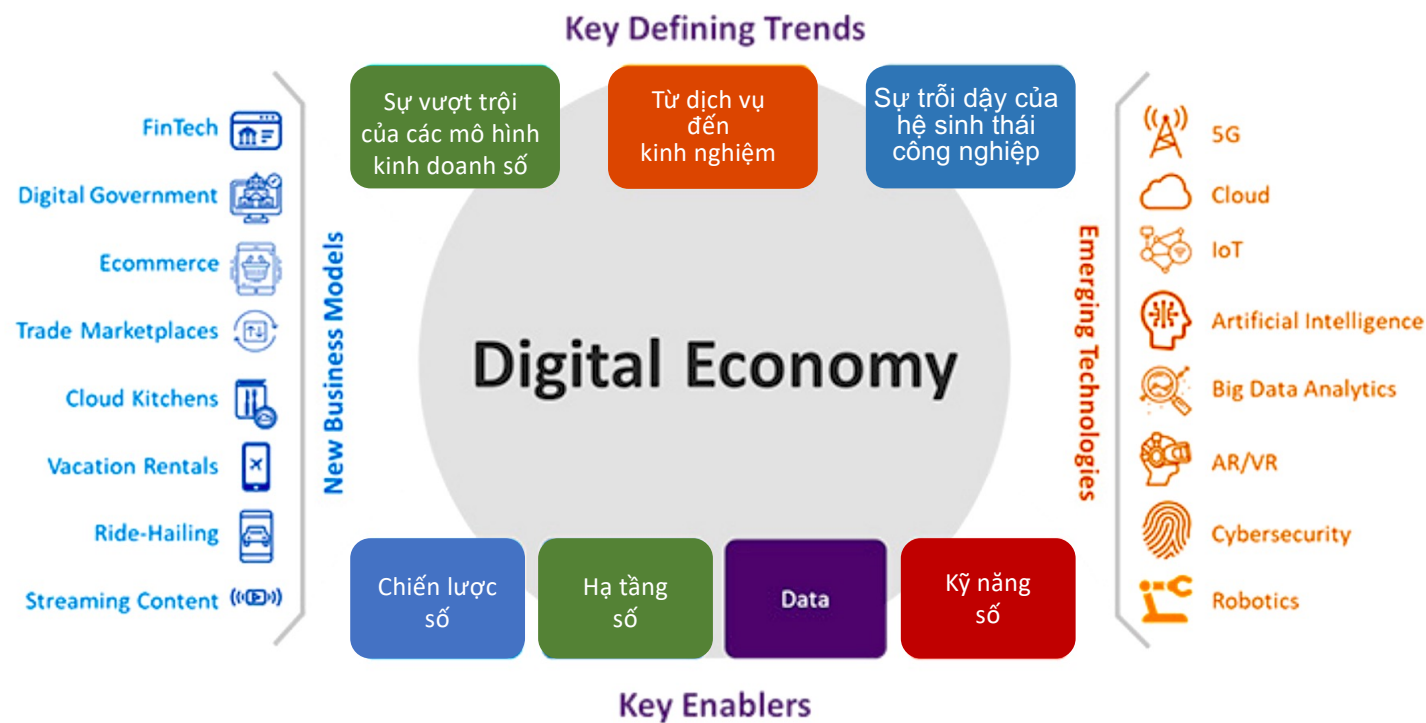 Key Defining Trends
Sự vượt trội
của các mô hình
kinh doanh số
Từ dịch vụ
đến
kinh nghiệm
Sự trỗi dậy của
hệ sinh thái
công nghiệp
FinTech
Digital Government
Ecommerce
Trade Marketplaces
Cloud Kitchens
Vacation Rentals
Ride-Hailing
Streaming Content
New Business Models
Digital Economy
Emerging Technologies
5G
Cloud
IoT
Artificial Intelligence
Big Data Analytics
AR/VR
Cybersecurity
Robotics
Chiến lược
số
Hạ tầng
số
Data
Kỹ năng
số
Key Enablers